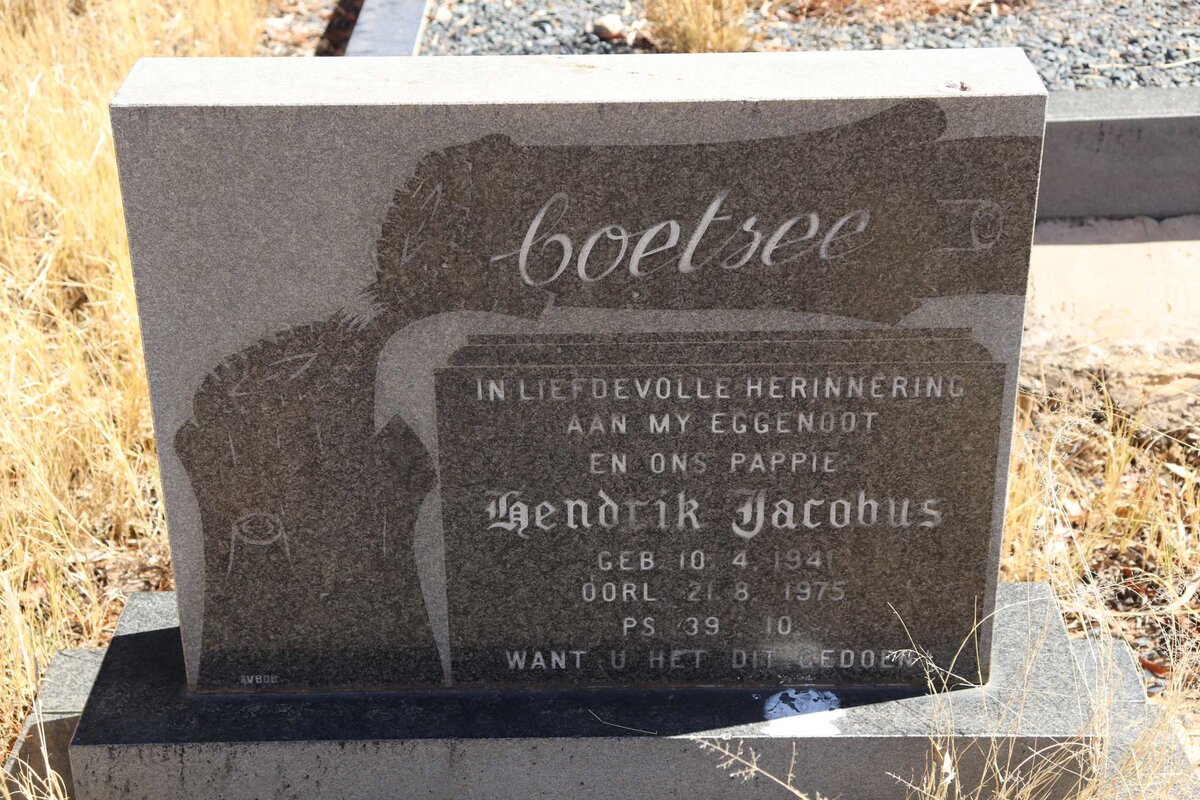 Coetsee
IN LIEFDEVOLLE HERINNERING
AAN MY EGGENOOT
EN ONS PAPPIE
Hendrik Jacobus
GEB. 10. 4. 1941
OORL. 21. 8. 1975
PS. 39 : 10
WANT U HET DIT GEDOEN
AVBOB